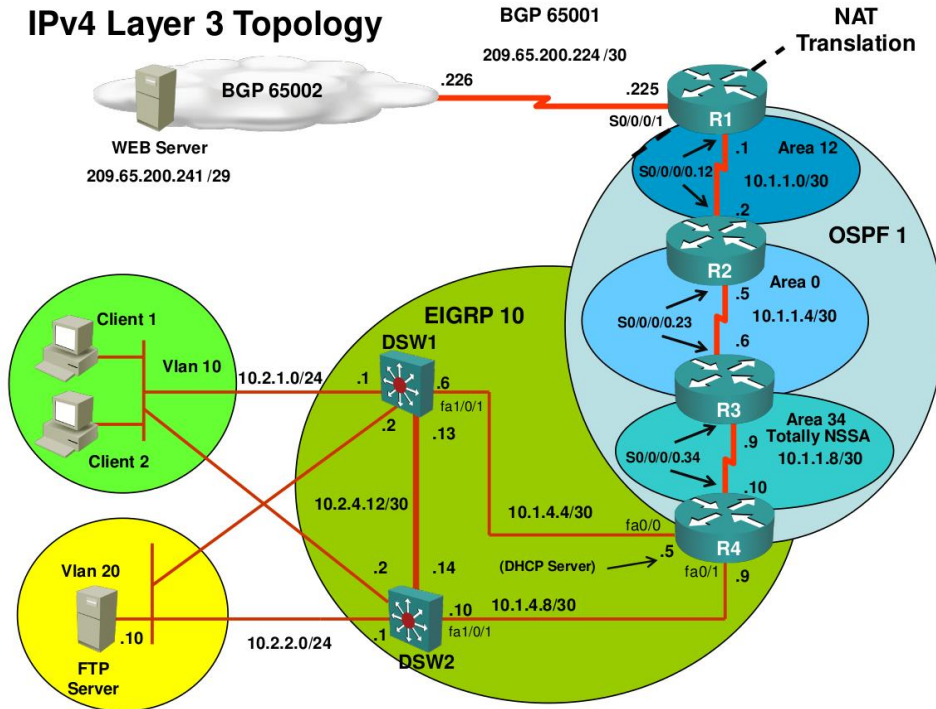 IPv4 Layer 3 Topology
BGP 65001
NAT
Translation
209.65.200.224 /30
BGP 65002
.226
.225
R1
S0/0/0/1
WEB Server
209.65.200.241 /29
.1
Area 12
S0/0/0/0.12
10.1.1.0/30
.2
OSPF 1
R2
Area 0
.5
10.1.1.4/30
S0/0/0/0.23
.6
R3
Area 34
Totally NSSA
.9
10.1.1.8/30
S0/0/0/0.34
.10
R4
EIGRP 10
DSW1
Client 1
Vlan 10
10.2.1.0/24
.1
.6
fa1/0/1
.2
.13
Client 2
10.2.4.12/30
10.1.4.4/30
fa0/0
.5
(DHCP Server)
fa0/1
.9
Vlan 20
.2
.14
.10
10.1.4.8/30
fa1/0/1
.10
.1
10.2.2.0/24
DSW2
FTP
Server